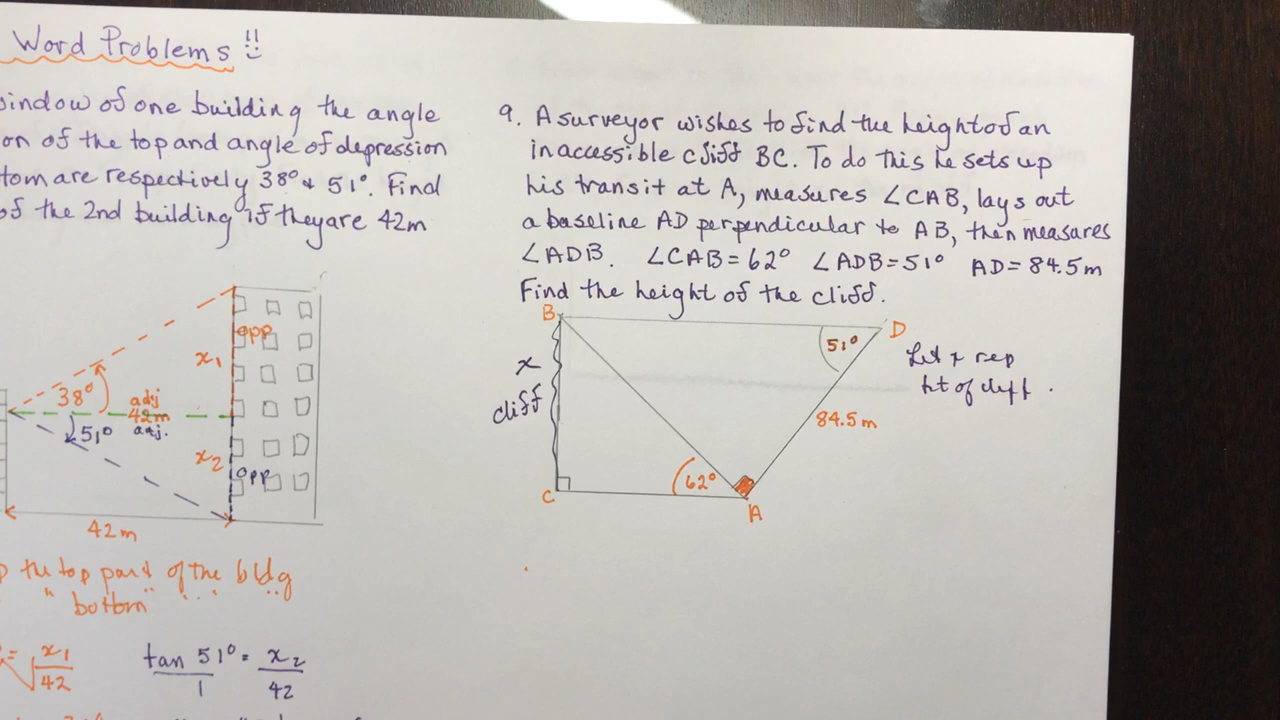 Word Problems !!
window of one building the angle
on of the top and angle of depression
tom are respectively 38° & 51°. Find
of the 2nd building if they are 42m
opp
x₁
38°
adj
42m
adj.
51°
x₂
opp
42m
the top part of the bldg
" bottom " " " "
= x₁
42
tan 51° = x₂
1 42
9. A surveyor wishes to find the height of an
inaccessible cliff BC. To do this he sets up
his transit at A, measures ∠CAB, lays out
a baseline AD perpendicular to AB, then measures
∠ADB. ∠CAB = 62° ∠ADB = 51° AD = 84.5m
Find the height of the cliff.
B
D
51°
x
cliff
Let x rep
ht of cliff.
84.5m
62°
C
A